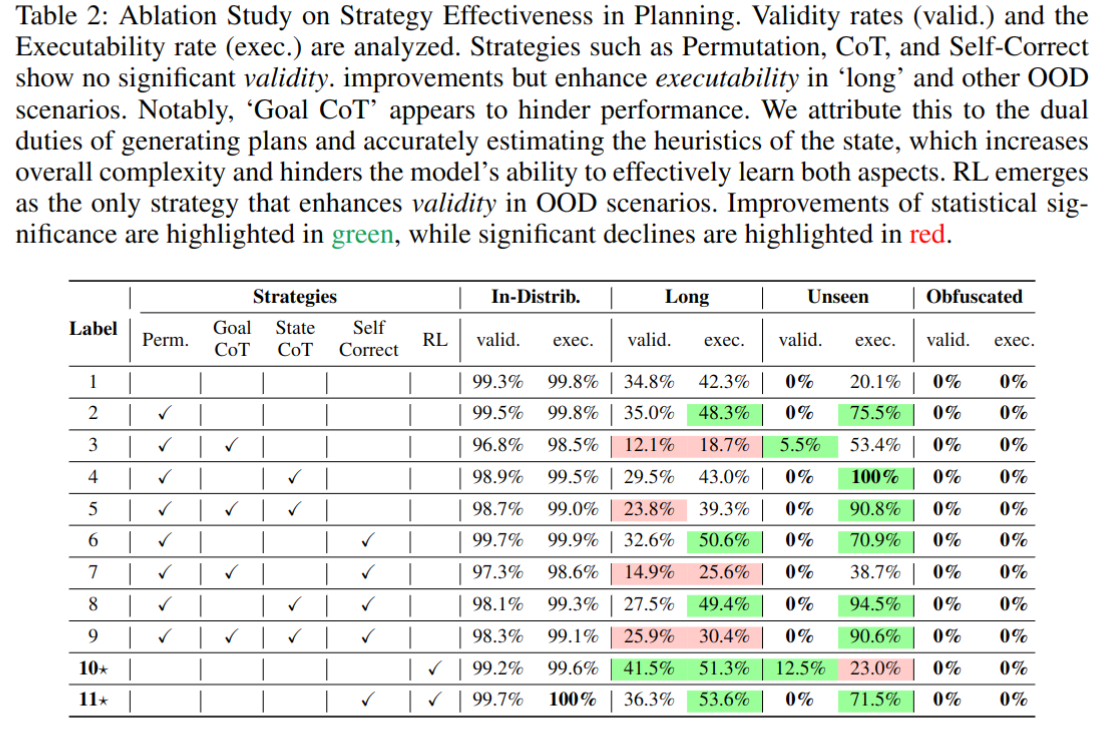 Table 2: Ablation Study on Strategy Effectiveness in Planning. Validity rates (valid.) and the
Executability rate (exec.) are analyzed. Strategies such as Permutation, CoT, and Self-Correct
show no significant validity. improvements but enhance executability in ‘long’ and other OOD
scenarios. Notably, ‘Goal CoT’ appears to hinder performance. We attribute this to the dual
duties of generating plans and accurately estimating the heuristics of the state, which increases
overall complexity and hinders the model’s ability to effectively learn both aspects. RL emerges
as the only strategy that enhances validity in OOD scenarios. Improvements of statistical sig-
nificance are highlighted in green, while significant declines are highlighted in red.
Label Strategies In-Distrib. Long Unseen Obfuscated
Perm. Goal CoT State CoT Self Correct RL valid. exec. valid. exec. valid. exec. valid. exec.
1 99.3% 99.8% 34.8% 42.3% 0% 20.1% 0% 0%
2 ✓ 99.5% 99.8% 35.0% 48.3% 0% 75.5% 0% 0%
3 ✓ ✓ 96.8% 98.5% 12.1% 18.7% 5.5% 53.4% 0% 0%
4 ✓ ✓ 98.9% 99.5% 29.5% 43.0% 0% 100% 0% 0%
5 ✓ ✓ ✓ 98.7% 99.0% 23.8% 39.3% 0% 90.8% 0% 0%
6 ✓ ✓ 99.7% 99.9% 32.6% 50.6% 0% 70.9% 0% 0%
7 ✓ ✓ ✓ 97.3% 98.6% 14.9% 25.6% 0% 38.7% 0% 0%
8 ✓ ✓ ✓ 98.1% 99.3% 27.5% 49.4% 0% 94.5% 0% 0%
9 ✓ ✓ ✓ ✓ 98.3% 99.1% 25.9% 30.4% 0% 90.6% 0% 0%
10⋆ ✓ 99.2% 99.6% 41.5% 51.3% 12.5% 23.0% 0% 0%
11⋆ ✓ ✓ 99.7% 100% 36.3% 53.6% 0% 71.5% 0% 0%